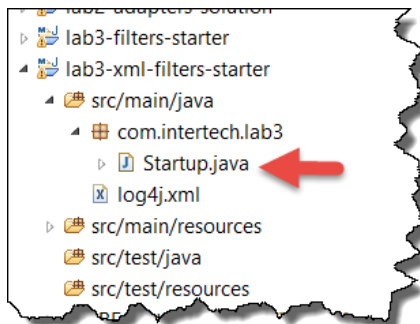 lab3-filters-starter
lab3-xml-filters-starter
src/main/java
com.intertech.lab3
Startup.java
log4j.xml
src/main/resources
src/test/java
src/test/resources